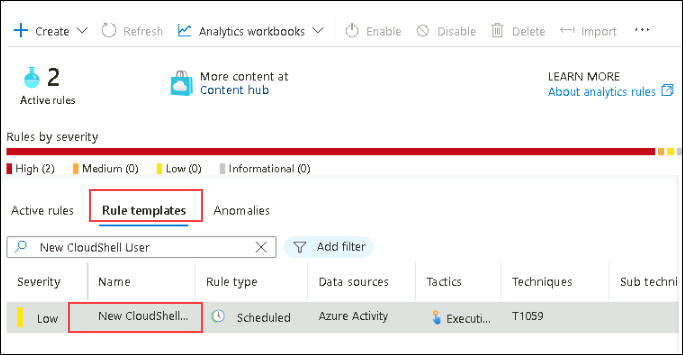 Create Refresh Analytics workbooks Enable Disable Delete Import ...
2
Active rules
More content at
Content hub
LEARN MORE
About analytics rules
Rules by severity
High (2) Medium (0) Low (0) Informational (0)
Active rules Rule templates Anomalies
New CloudShell User Add filter
Severity Name Rule type Data sources Tactics Techniques Sub techni
Low New CloudShell... Scheduled Azure Activity Executi... T1059